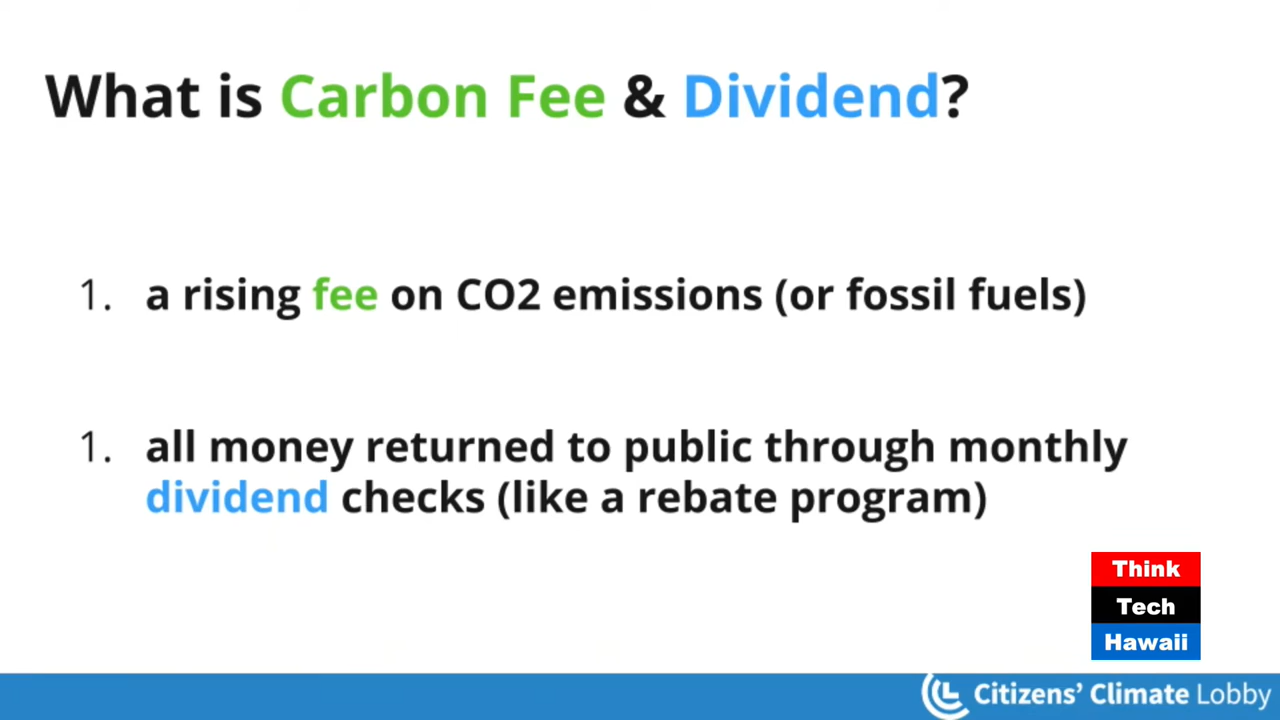 What is Carbon Fee & Dividend?
1. a rising fee on CO2 emissions (or fossil fuels)
1. all money returned to public through monthly
dividend checks (like a rebate program)
Think
Tech
Hawaii
Citizens’ Climate Lobby